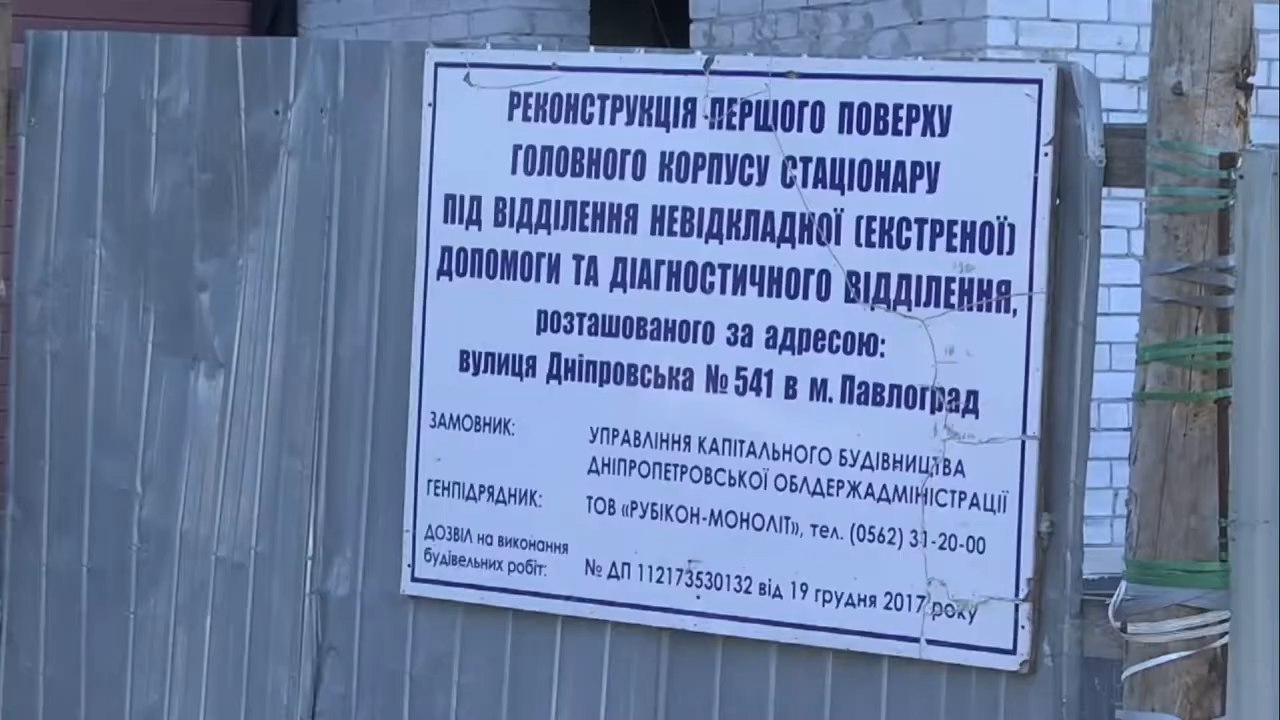 РЕКОНСТРУКЦІЯ ПЕРШОГО ПОВЕРХУ
ГОЛОВНОГО КОРПУСУ СТАЦІОНАРУ
ПІД ВІДДІЛЕННЯ НЕВІДКЛАДНОЇ (ЕКСТРЕНОЇ)
ДОПОМОГИ ТА ДІАГНОСТИЧНОГО ВІДДІЛЕННЯ,
розташованого за адресою:
вулиця Дніпровська № 541 в м. Павлоград
ЗАМОВНИК: УПРАВЛІННЯ КАПІТАЛЬНОГО БУДІВНИЦТВА
ДНІПРОПЕТРОВСЬКОЇ ОБЛДЕРЖАДМІНІСТРАЦІЇ
ГЕНПІДРЯДНИК: ТОВ «РУБІКОН-МОНОЛІТ», тел. (0562) 31-20-00
ДОЗВІЛ на виконання
будівельних робіт: № ДП 112173530132 від 19 грудня 2017 року